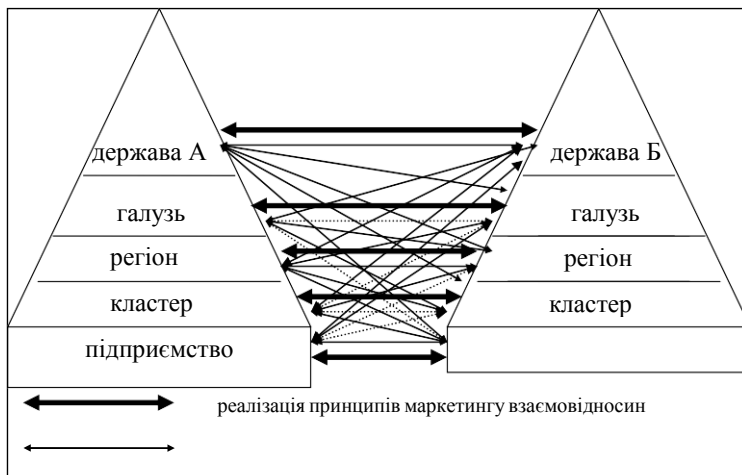 держава А
держава Б
галузь
галузь
регіон
регіон
кластер
кластер
підприємство
реалізація принципів маркетингу взаємовідносин